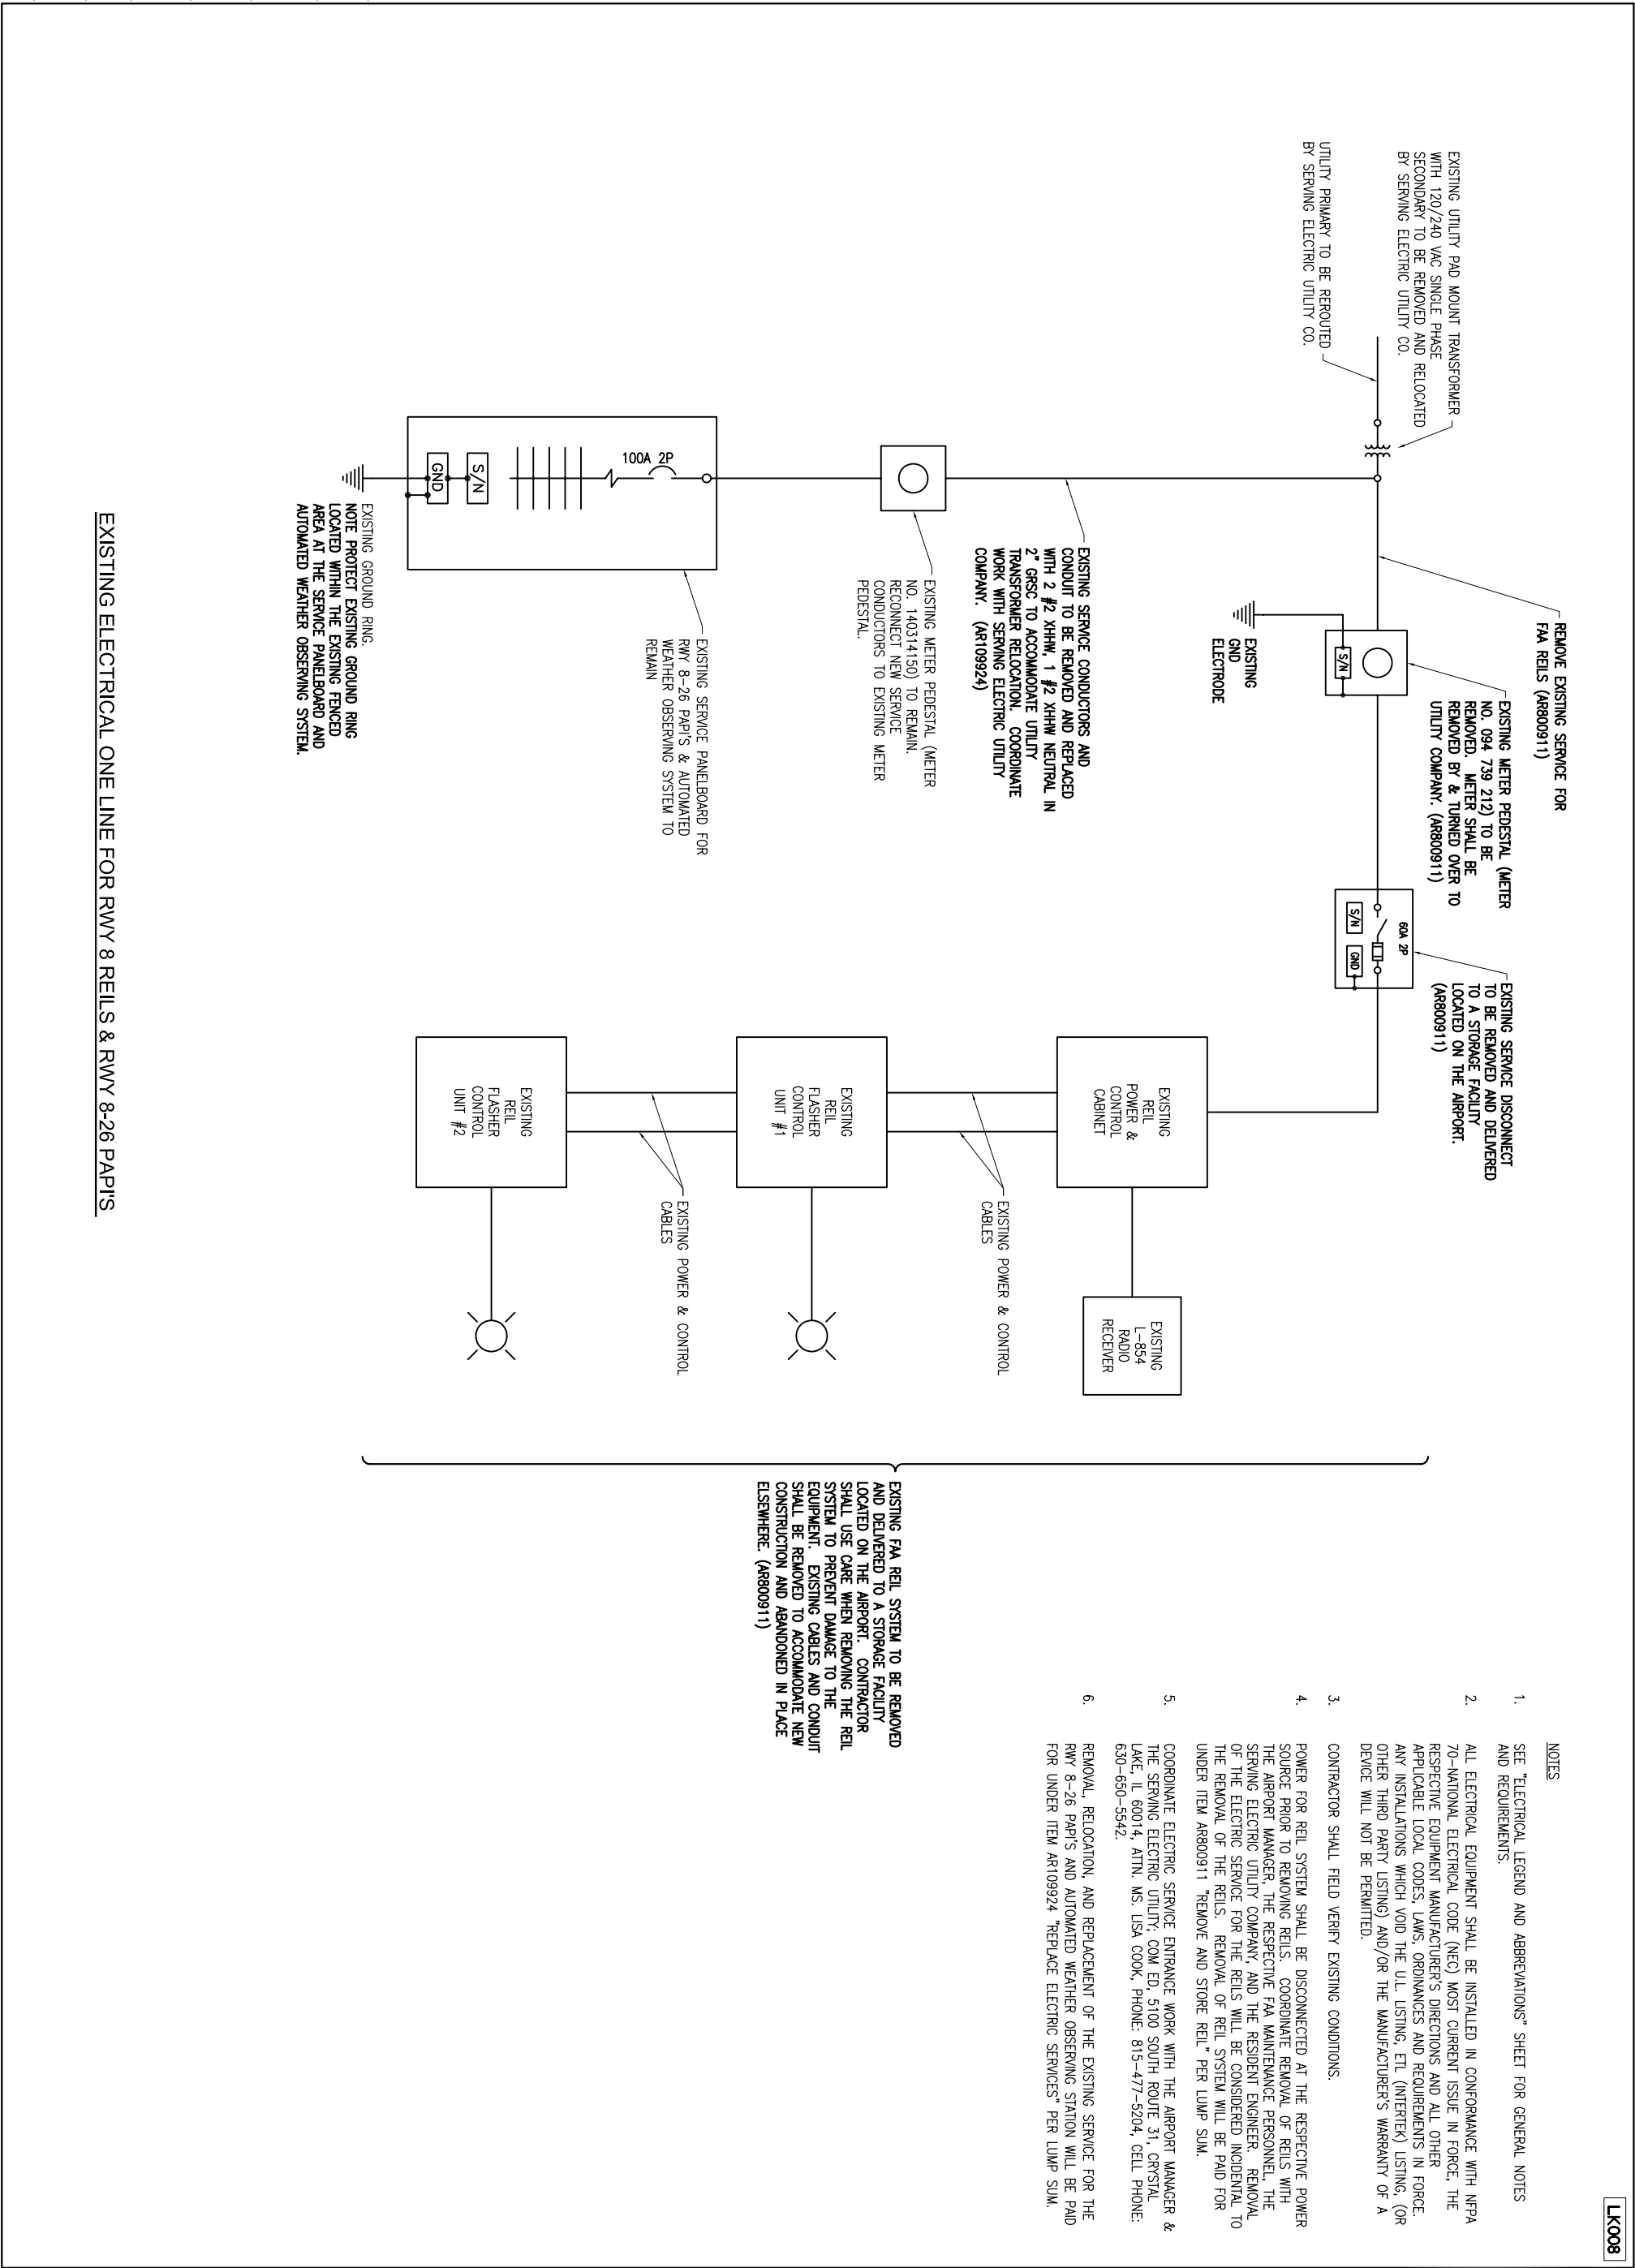 LK008
NOTES
1. SEE "ELECTRICAL LEGEND AND ABBREVIATIONS" SHEET FOR GENERAL NOTES
AND REQUIREMENTS.
2. ALL ELECTRICAL EQUIPMENT SHALL BE INSTALLED IN CONFORMANCE WITH NFPA
70-NATIONAL ELECTRICAL CODE (NEC) MOST CURRENT ISSUE IN FORCE, THE
RESPECTIVE EQUIPMENT MANUFACTURER'S DIRECTIONS AND ALL OTHER
APPLICABLE LOCAL CODES, LAWS, ORDINANCES AND REQUIREMENTS IN FORCE.
ANY INSTALLATIONS WHICH VOID THE U.L. LISTING, ETL (INTERTEK) LISTING, (OR
OTHER THIRD PARTY LISTING) AND/OR THE MANUFACTURER'S WARRANTY OF A
DEVICE WILL NOT BE PERMITTED.
3. CONTRACTOR SHALL FIELD VERIFY EXISTING CONDITIONS.
4. POWER FOR REIL SYSTEM SHALL BE DISCONNECTED AT THE RESPECTIVE POWER
SOURCE PRIOR TO REMOVING REILS. COORDINATE REMOVAL OF REILS WITH
THE AIRPORT MANAGER, THE RESPECTIVE FAA MAINTENANCE PERSONNEL, THE
SERVING ELECTRIC UTILITY COMPANY, AND THE RESIDENT ENGINEER. REMOVAL
OF THE ELECTRIC SERVICE FOR THE REILS WILL BE CONSIDERED INCIDENTAL TO
THE REMOVAL OF THE REILS. REMOVAL OF REIL SYSTEM WILL BE PAID FOR
UNDER ITEM AR800911 "REMOVE AND STORE REIL" PER LUMP SUM.
5. COORDINATE ELECTRIC SERVICE ENTRANCE WORK WITH THE AIRPORT MANAGER &
THE SERVING ELECTRIC UTILITY; COM ED, 5100 SOUTH ROUTE 31, CRYSTAL
LAKE, IL 60014, ATTN. MS. LISA COOK, PHONE: 815-477-5204, CELL PHONE:
630-650-5542.
6. REMOVAL, RELOCATION, AND REPLACEMENT OF THE EXISTING SERVICE FOR THE
RWY 8-26 PAPI'S AND AUTOMATED WEATHER OBSERVING STATION WILL BE PAID
FOR UNDER ITEM AR109924 "REPLACE ELECTRIC SERVICES" PER LUMP SUM.
EXISTING UTILITY PAD MOUNT TRANSFORMER
WITH 120/240 VAC SINGLE PHASE
SECONDARY TO BE REMOVED AND RELOCATED
BY SERVING ELECTRIC UTILITY CO.
UTILITY PRIMARY TO BE REROUTED
BY SERVING ELECTRIC UTILITY CO.
REMOVE EXISTING SERVICE FOR
FAA REILS (AR800911)
EXISTING METER PEDESTAL (METER
NO. 094 739 212) TO BE
REMOVED. METER SHALL BE
REMOVED BY & TURNED OVER TO
UTILITY COMPANY. (AR800911)
S/N
EXISTING
GND
ELECTRODE
EXISTING SERVICE DISCONNECT
TO BE REMOVED AND DELIVERED
TO A STORAGE FACILITY
LOCATED ON THE AIRPORT.
(AR800911)
60A 2P
S/N
GND
EXISTING SERVICE CONDUCTORS AND
CONDUIT TO BE REMOVED AND REPLACED
WITH 2 #2 XHHW, 1 #2 XHHW NEUTRAL IN
2" GRSC TO ACCOMMODATE UTILITY
TRANSFORMER RELOCATION. COORDINATE
WORK WITH SERVING ELECTRIC UTILITY
COMPANY. (AR109924)
EXISTING METER PEDESTAL (METER
NO. 140314150) TO REMAIN.
RECONNECT NEW SERVICE
CONDUCTORS TO EXISTING METER
PEDESTAL.
EXISTING SERVICE PANELBOARD FOR
RWY 8-26 PAPI'S & AUTOMATED
WEATHER OBSERVING SYSTEM TO
REMAIN
100A 2P
S/N
GND
EXISTING GROUND RING.
NOTE PROTECT EXISTING GROUND RING
LOCATED WITHIN THE EXISTING FENCED
AREA AT THE SERVICE PANELBOARD AND
AUTOMATED WEATHER OBSERVING SYSTEM.
EXISTING
REIL
POWER &
CONTROL
CABINET
EXISTING
L-854
RADIO
RECEIVER
EXISTING POWER & CONTROL
CABLES
EXISTING
REIL
FLASHER
CONTROL
UNIT #1
EXISTING POWER & CONTROL
CABLES
EXISTING
REIL
FLASHER
CONTROL
UNIT #2
EXISTING FAA REIL SYSTEM TO BE REMOVED
AND DELIVERED TO A STORAGE FACILITY
LOCATED ON THE AIRPORT. CONTRACTOR
SHALL USE CARE WHEN REMOVING THE REIL
SYSTEM TO PREVENT DAMAGE TO THE
EQUIPMENT. EXISTING CABLES AND CONDUIT
SHALL BE REMOVED TO ACCOMMODATE NEW
CONSTRUCTION AND ABANDONED IN PLACE
ELSEWHERE. (AR800911)
EXISTING ELECTRICAL ONE LINE FOR RWY 8 REILS & RWY 8-26 PAPI'S